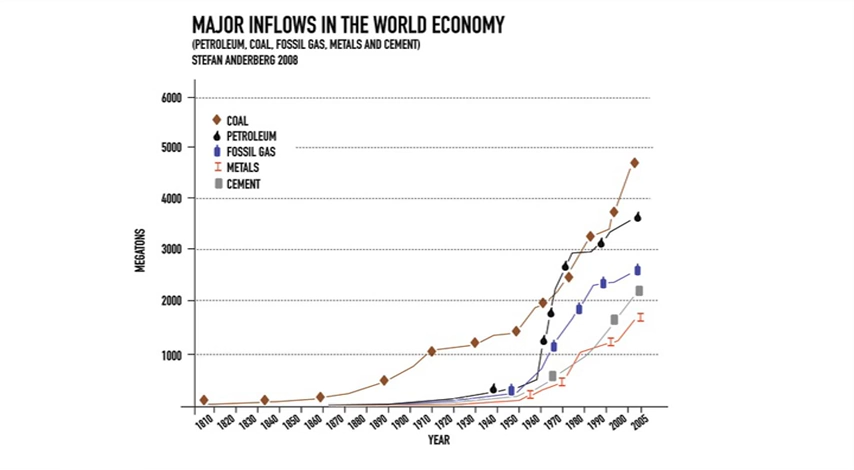 MAJOR INFLOWS IN THE WORLD ECONOMY
(PETROLEUM, COAL, FOSSIL GAS, METALS AND CEMENT)
STEFAN ANDERBERG 2008
6000
COAL
PETROLEUM
5000
FOSSIL GAS
METALS
CEMENT
4000
MEGATONS
3000
2000
1000
1810 1820 1830 1840 1850 1860 1870 1880 1890 1900 1910 1920 1930 1940 1950 1960 1970 1980 1990 2000 2005
YEAR